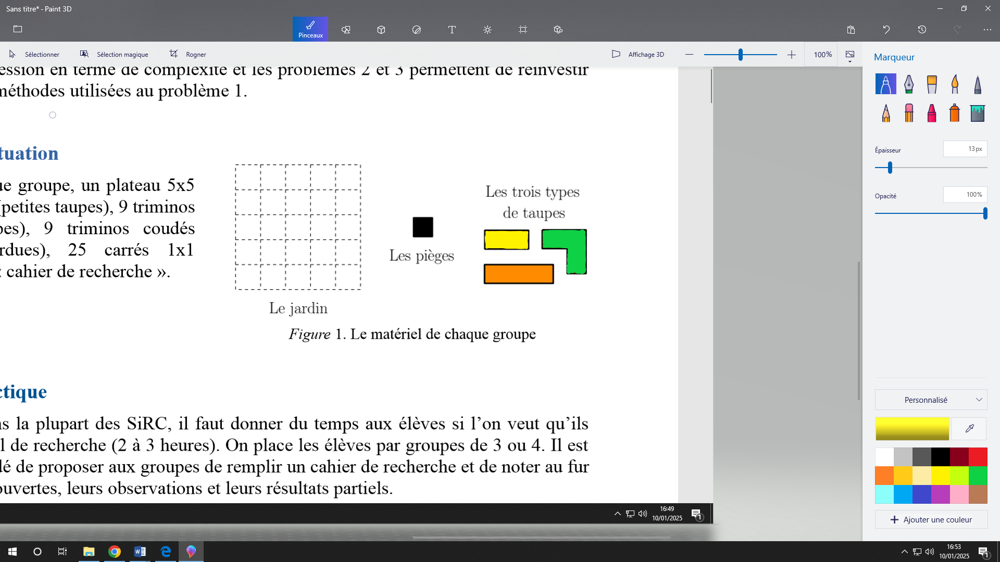 Sans titre* - Paint 3D
Pinceaux
Sélectionner
Sélection magique
Rogner
Affichage 3D
100%
Marqueur
Épaisseur
13px
Opacité
100%
Personnalisé
Ajouter une couleur
ession en terme de complexité et les problèmes 2 et 3 permettent de réinvestir
méthodes utilisées au problème 1.
tuation
ue groupe, un plateau 5x5
(petites taupes), 9 triminos
pes), 9 triminos coudés
rdues), 25 carrés 1x1
« cahier de recherche ».
Les trois types
de taupes
Les pièges
Le jardin
Figure 1. Le matériel de chaque groupe
ctique
ns la plupart des SiRC, il faut donner du temps aux élèves si l’on veut qu’ils
l de recherche (2 à 3 heures). On place les élèves par groupes de 3 ou 4. Il est
dé de proposer aux groupes de remplir un cahier de recherche et de noter au fur
ouvertes, leurs observations et leurs résultats partiels.
16:49
10/01/2025
1
16:53
10/01/2025
1